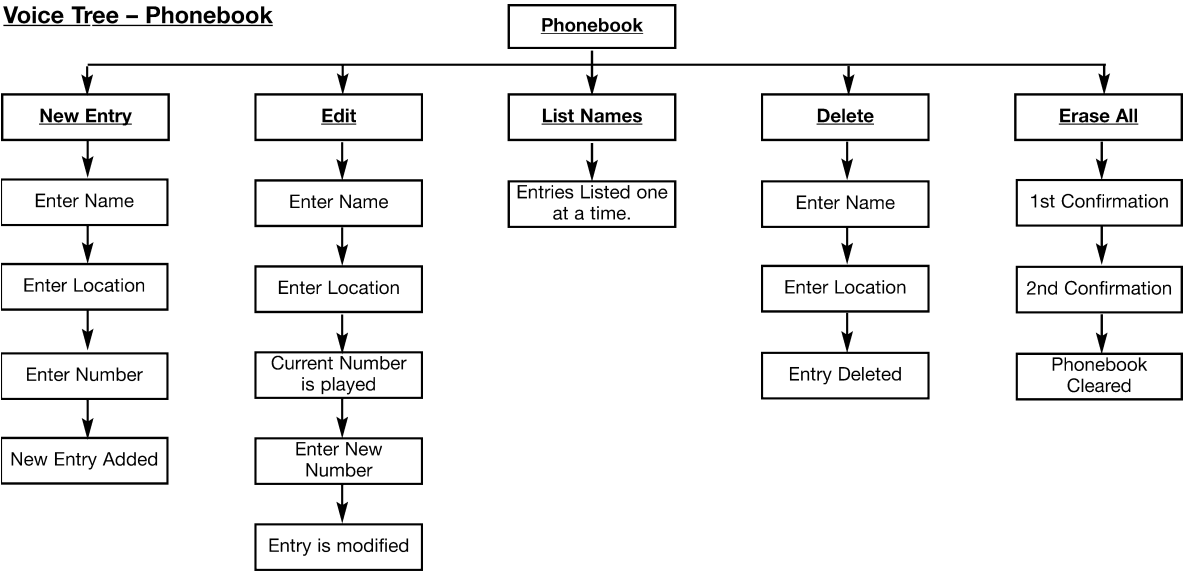 Voice Tree – Phonebook
Phonebook
New Entry
Edit
List Names
Delete
Erase All
Enter Name
Enter Name
Entries Listed one
at a time.
Enter Name
1st Confirmation
Enter Location
Enter Location
Enter Location
2nd Confirmation
Enter Number
Current Number
is played
Entry Deleted
Phonebook
Cleared
New Entry Added
Enter New
Number
Entry is modified